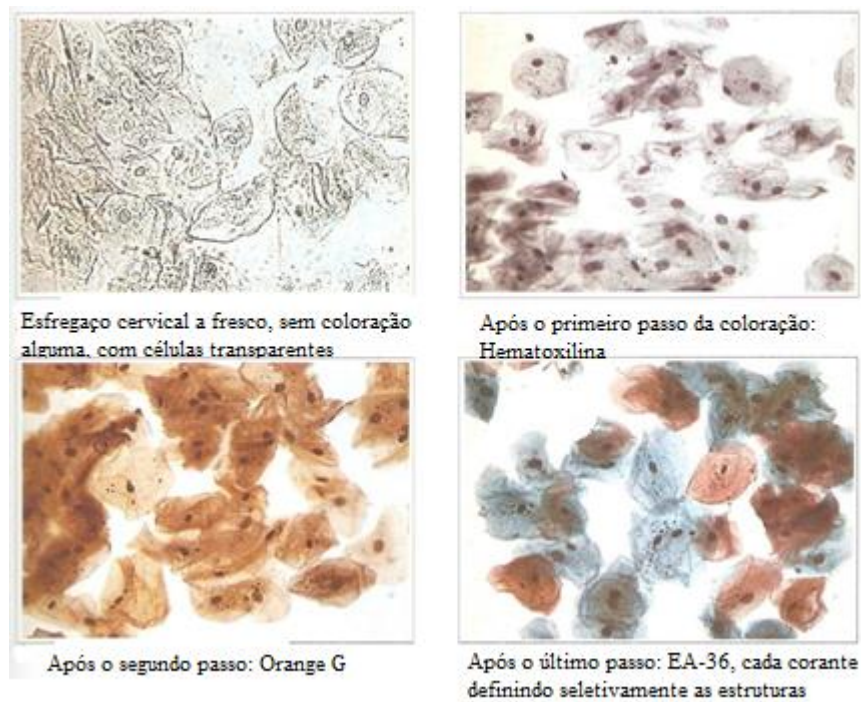 Esfregaço cervical a fresco, sem coloração
alguma, com células transparentes
Após o primeiro passo da coloração:
Hematoxilina
Após o segundo passo: Orange G
Após o último passo: EA-36, cada corante
definindo seletivamente as estruturas